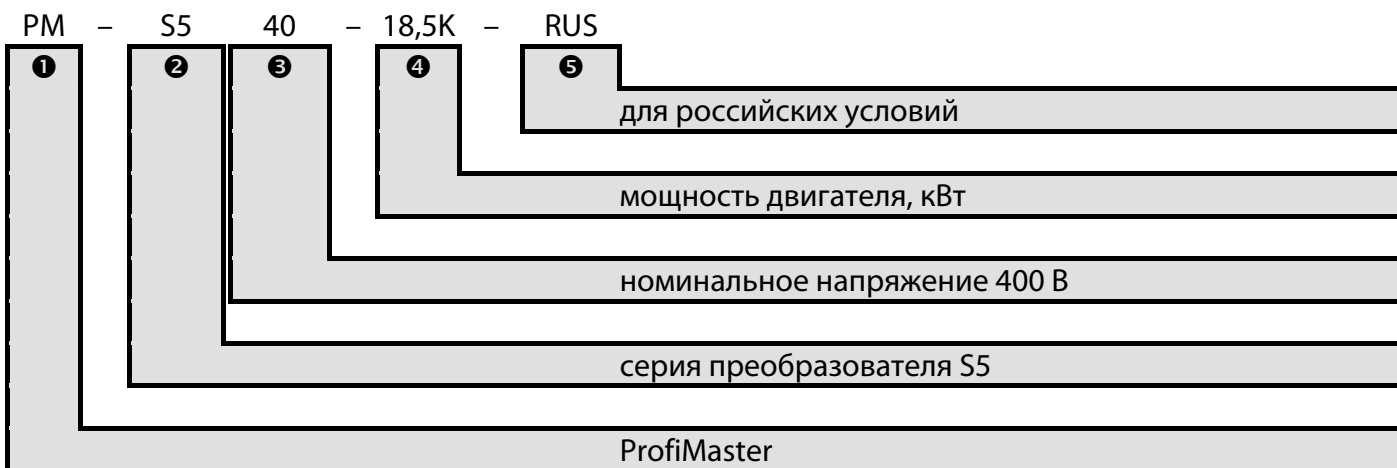 PM – S5 40 – 18,5K – RUS
❶ ❷ ❸ ❹ ❺
для российских условий
мощность двигателя, кВт
номинальное напряжение 400 В
серия преобразователя S5
ProfiMaster